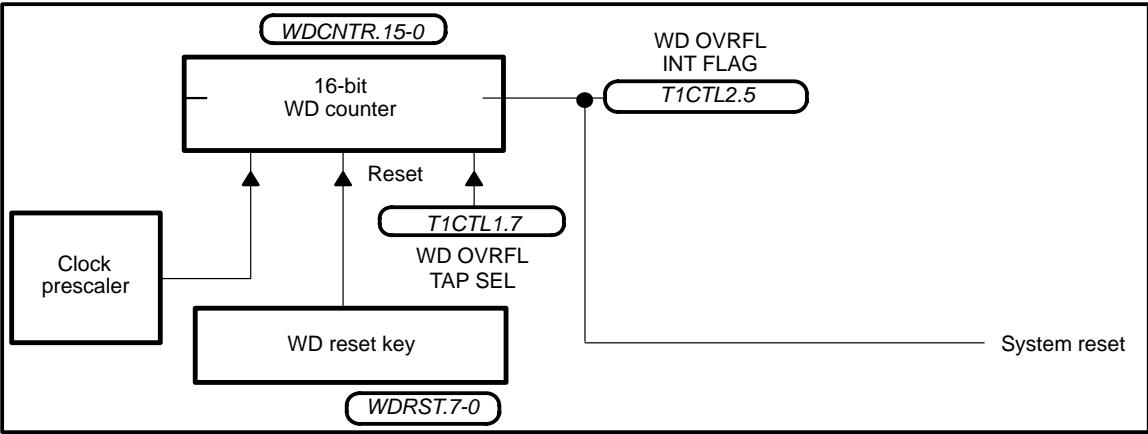 WDCNTR.15-0
16-bit
WD counter
WD OVRFL
INT FLAG
T1CTL2.5
Reset
T1CTL1.7
WD OVRFL
TAP SEL
Clock
prescaler
WD reset key
System reset
WDRST.7-0